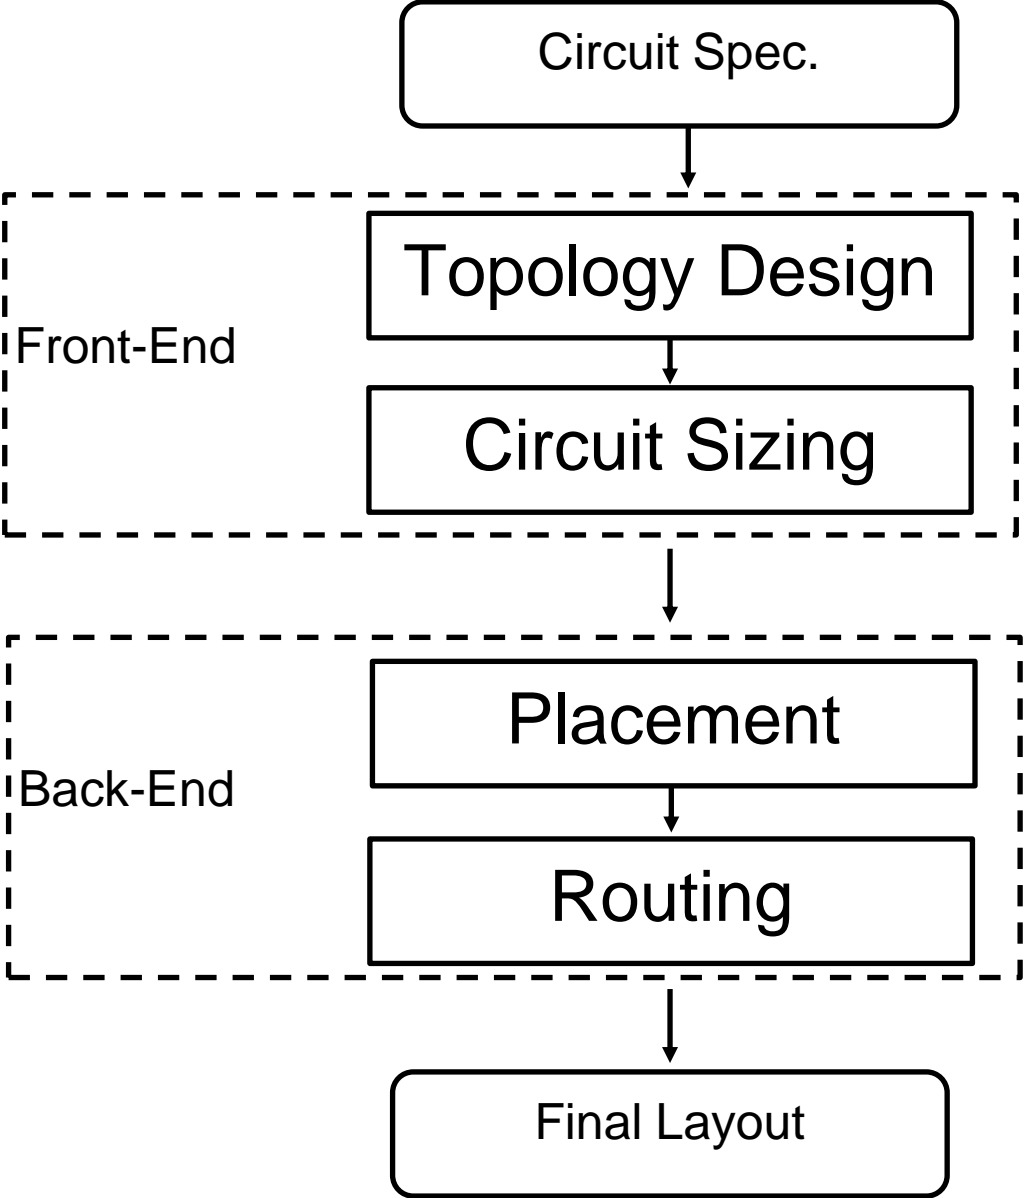 Circuit Spec.
Topology Design
Front-End
Circuit Sizing
Placement
Back-End
Routing
Final Layout